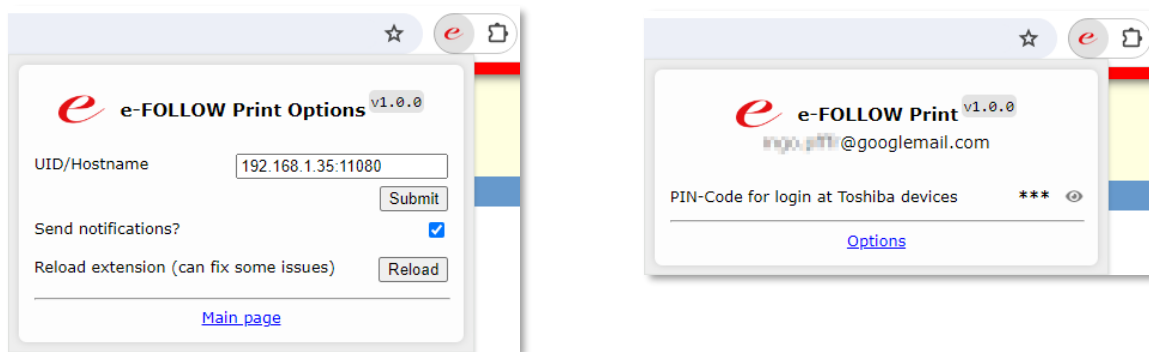 e e-FOLLOW Print Options v1.0.0
UID/Hostname 192.168.1.35:11080
Submit
Send notifications?
Reload extension (can fix some issues) Reload
Main page
e e-FOLLOW Print v1.0.0
@googlemail.com
PIN-Code for login at Toshiba devices ***
Options